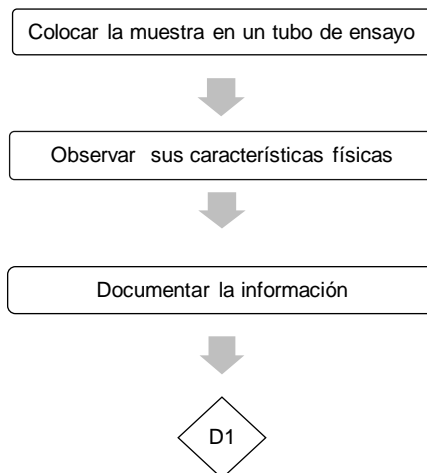 Colocar la muestra en un tubo de ensayo
Observar sus características físicas
Documentar la información
D1